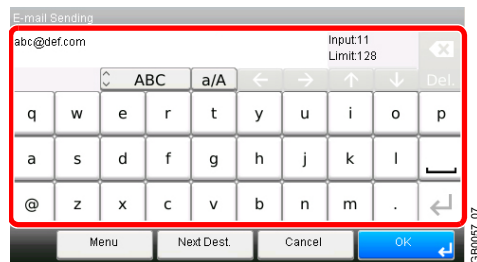 E-mail Sending
abc@def.com
Input:11
Limit:128
ABC a/A Del.
q w e r t y u i o p
a s d f g h j k l
@ z x c v b n m .
Menu Next Dest. Cancel OK
GB0057_07